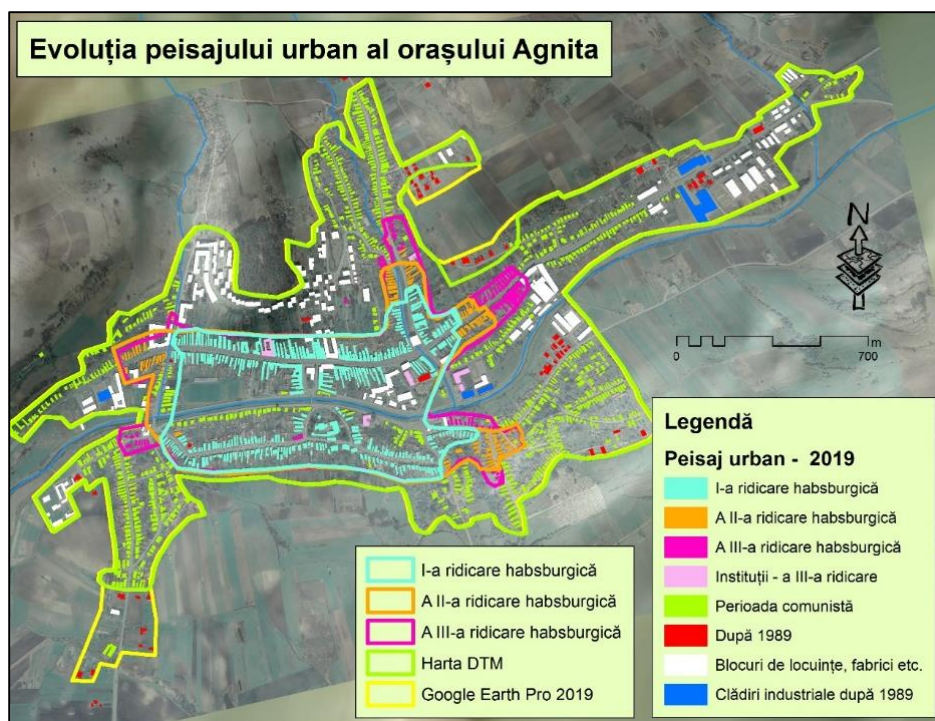 Evoluția peisajului urban al orașului Agnita
N
m
0 700
Legendă
Peisaj urban - 2019
I-a ridicare habsburgică
A II-a ridicare habsburgică
A III-a ridicare habsburgică
Instituții - a III-a ridicare
Perioada comunistă
După 1989
Blocuri de locuințe, fabrici etc.
Clădiri industriale după 1989
I-a ridicare habsburgică
A II-a ridicare habsburgică
A III-a ridicare habsburgică
Harta DTM
Google Earth Pro 2019